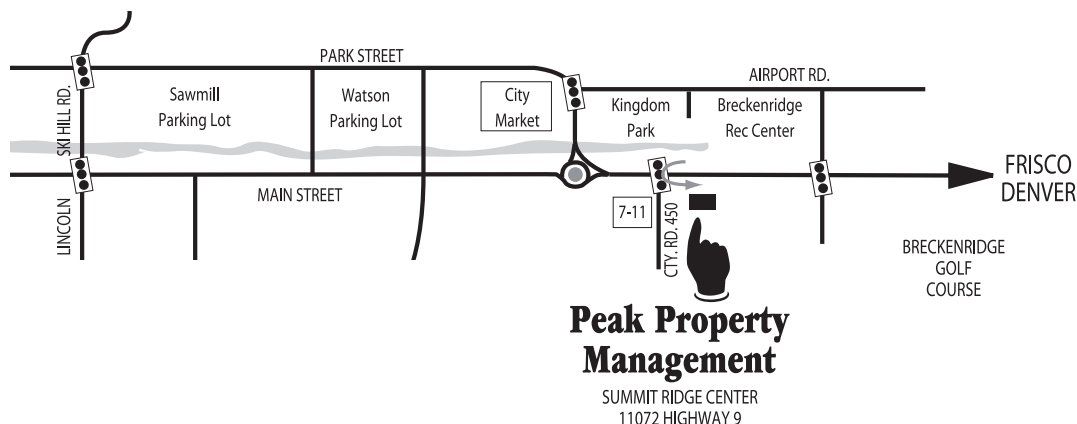 PARK STREET
AIRPORT RD.
SKI HILL RD.
Sawmill
Parking Lot
Watson
Parking Lot
City
Market
Kingdom
Park
Breckenridge
Rec Center
FRISCO
DENVER
MAIN STREET
LINCOLN
7-11
CTY. RD. 450
BRECKENRIDGE
GOLF
COURSE
Peak Property
Management
SUMMIT RIDGE CENTER
11072 HIGHWAY 9